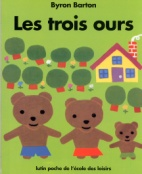 Byron Barton
Les trois ours
lutin poche de l'école des loisirs